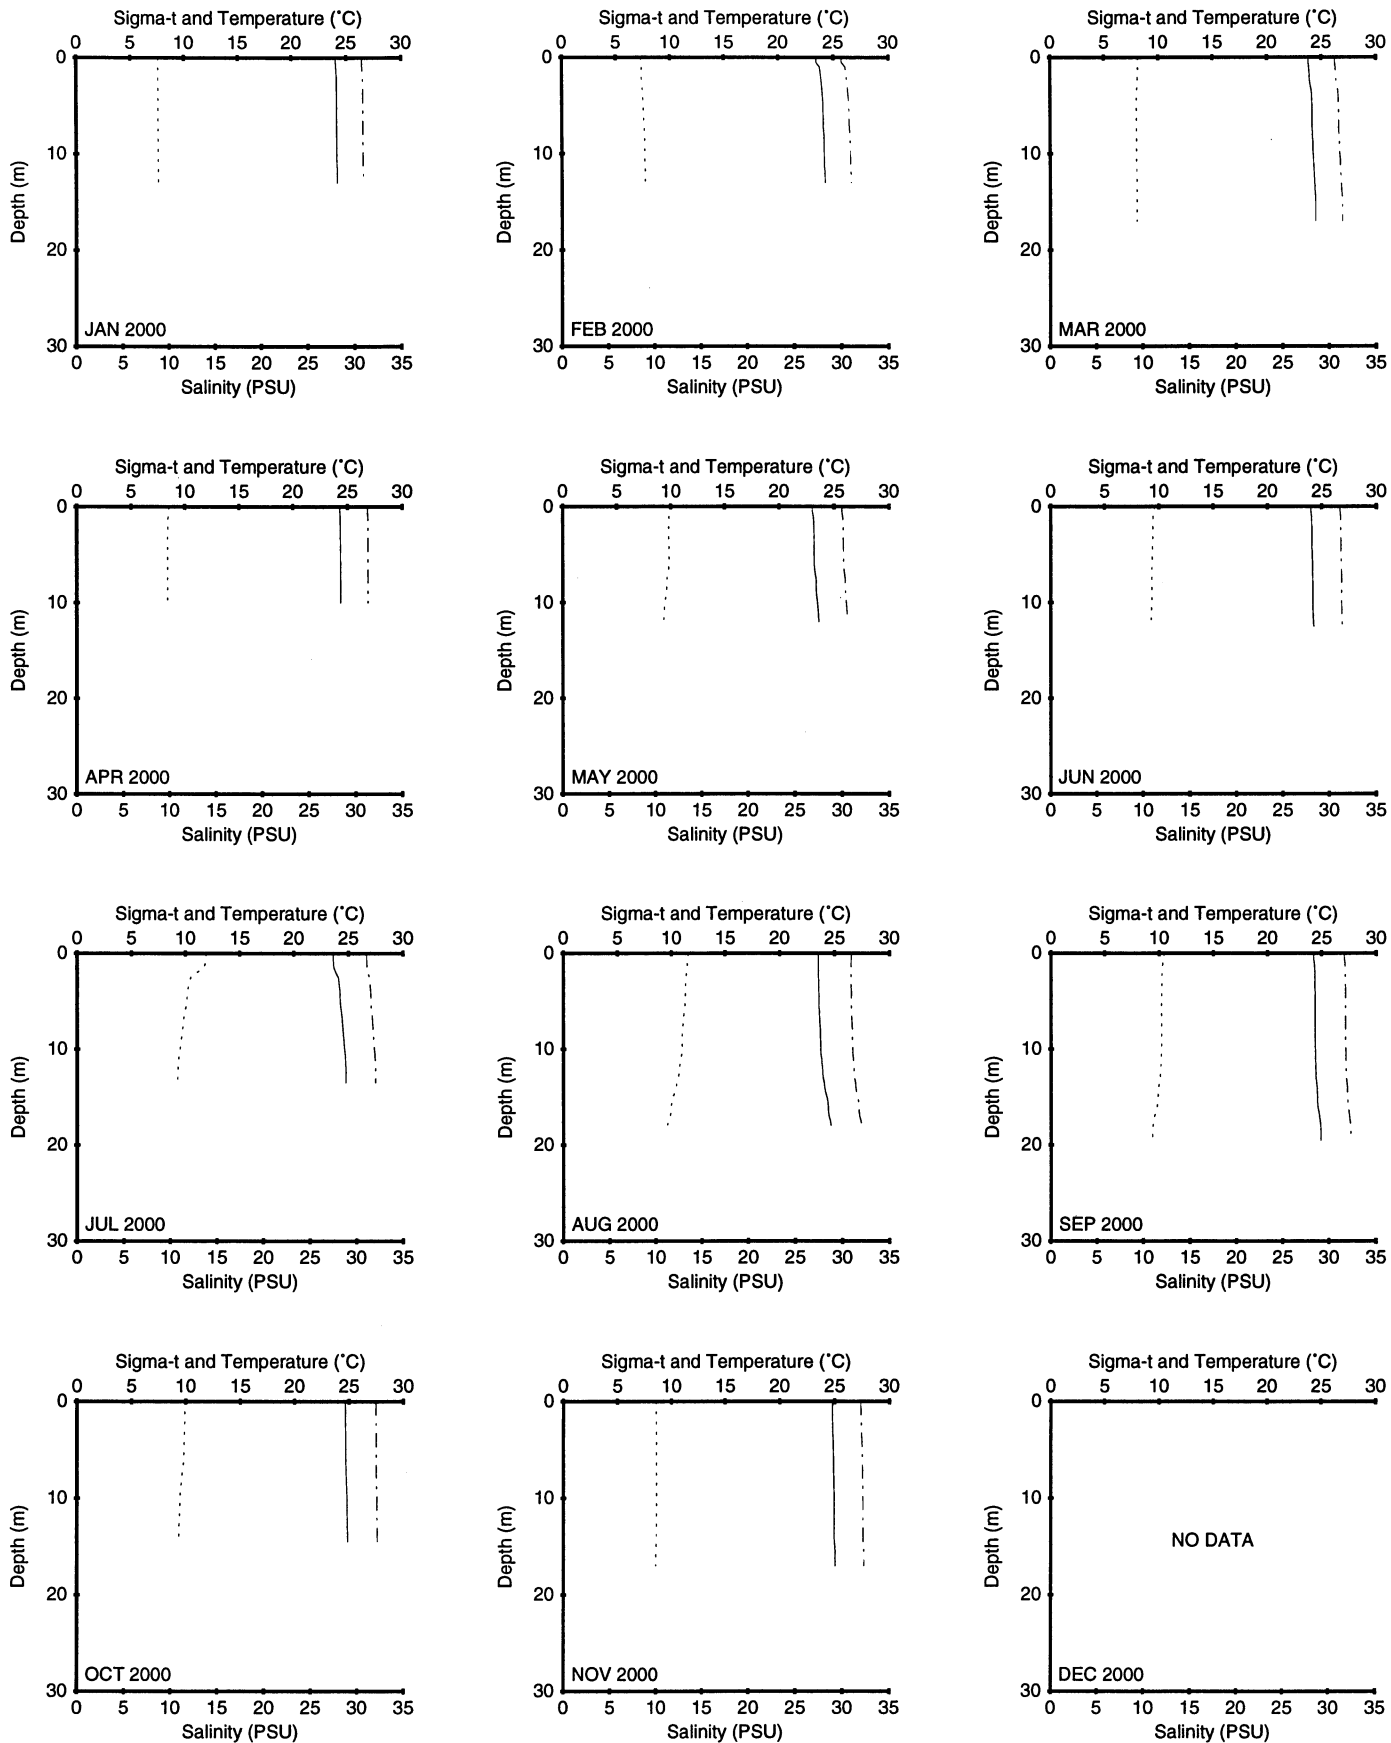 Sigma-t and Temperature (˚C)
0 5 10 15 20 25 30
0
10
20
30
Depth (m)
JAN 2000
0 5 10 15 20 25 30 35
Salinity (PSU)
Sigma-t and Temperature (˚C)
0 5 10 15 20 25 30
0
10
20
30
Depth (m)
FEB 2000
0 5 10 15 20 25 30 35
Salinity (PSU)
Sigma-t and Temperature (˚C)
0 5 10 15 20 25 30
0
10
20
30
Depth (m)
MAR 2000
0 5 10 15 20 25 30 35
Salinity (PSU)
Sigma-t and Temperature (˚C)
0 5 10 15 20 25 30
0
10
20
30
Depth (m)
APR 2000
0 5 10 15 20 25 30 35
Salinity (PSU)
Sigma-t and Temperature (˚C)
0 5 10 15 20 25 30
0
10
20
30
Depth (m)
MAY 2000
0 5 10 15 20 25 30 35
Salinity (PSU)
Sigma-t and Temperature (˚C)
0 5 10 15 20 25 30
0
10
20
30
Depth (m)
JUN 2000
0 5 10 15 20 25 30 35
Salinity (PSU)
Sigma-t and Temperature (˚C)
0 5 10 15 20 25 30
0
10
20
30
Depth (m)
JUL 2000
0 5 10 15 20 25 30 35
Salinity (PSU)
Sigma-t and Temperature (˚C)
0 5 10 15 20 25 30
0
10
20
30
Depth (m)
AUG 2000
0 5 10 15 20 25 30 35
Salinity (PSU)
Sigma-t and Temperature (˚C)
0 5 10 15 20 25 30
0
10
20
30
Depth (m)
SEP 2000
0 5 10 15 20 25 30 35
Salinity (PSU)
Sigma-t and Temperature (˚C)
0 5 10 15 20 25 30
0
10
20
30
Depth (m)
OCT 2000
0 5 10 15 20 25 30 35
Salinity (PSU)
Sigma-t and Temperature (˚C)
0 5 10 15 20 25 30
0
10
20
30
Depth (m)
NOV 2000
0 5 10 15 20 25 30 35
Salinity (PSU)
Sigma-t and Temperature (˚C)
0 5 10 15 20 25 30
0
10
20
30
Depth (m)
NO DATA
DEC 2000
0 5 10 15 20 25 30 35
Salinity (PSU)